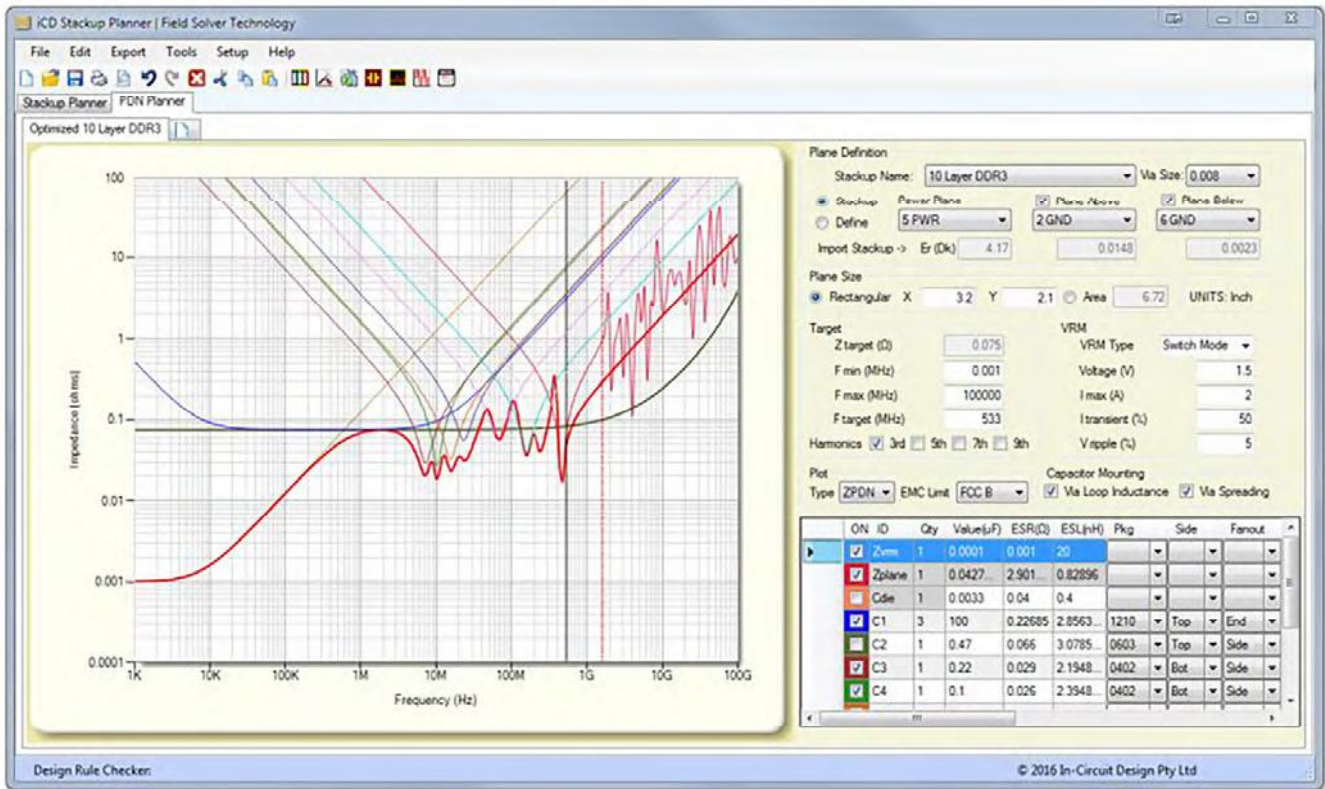 iCD Stackup Planner | Field Solver Technology
File Edit Export Tools Setup Help
Stackup Planner PDN Planner
Optimized 10 Layer DDR3
100
10
1
0.1
0.01
0.001
0.0001
Impedance (ohms)
1K 10K 100K 1M 10M 100M 1G 10G 100G
Frequency (Hz)
Plane Definition
Stackup Name: 10 Layer DDR3 Via Size: 0.008
Stackup Power Plane Plane Above Plane Below
Define 5 PWR 2 GND 6 GND
Import Stackup -> Er (Dk) 4.17 0.0148 0.0023
Plane Size
Rectangular X 3.2 Y 2.1 Area 6.72 UNITS: Inch
Target VRM
Z target (Ω) 0.075 VRM Type Switch Mode
F min (MHz) 0.001 Voltage (V) 1.5
F max (MHz) 100000 I max (A) 2
F target (MHz) 533 I transient (%) 50
Harmonics 3rd 5th 7th 9th V ripple (%) 5
Plot Capacitor Mounting
Type ZPDN EMC Limit FCC B Via Loop Inductance Via Spreading
ON ID Qty Value(uF) ESR(Ω) ESL(nH) Pkg Side Fanout
Zvrm 1 0.0001 0.001 20
Zplane 1 0.0427... 2.901... 0.82896
Cdie 1 0.0033 0.04 0.4
C1 3 100 0.22685 2.8563... 1210 Top End
C2 1 0.47 0.066 3.0785... 0603 Top Side
C3 1 0.22 0.029 2.1948... 0402 Bot Side
C4 1 0.1 0.026 2.3948... 0402 Bot Side
Design Rule Checker: © 2016 In-Circuit Design Pty Ltd